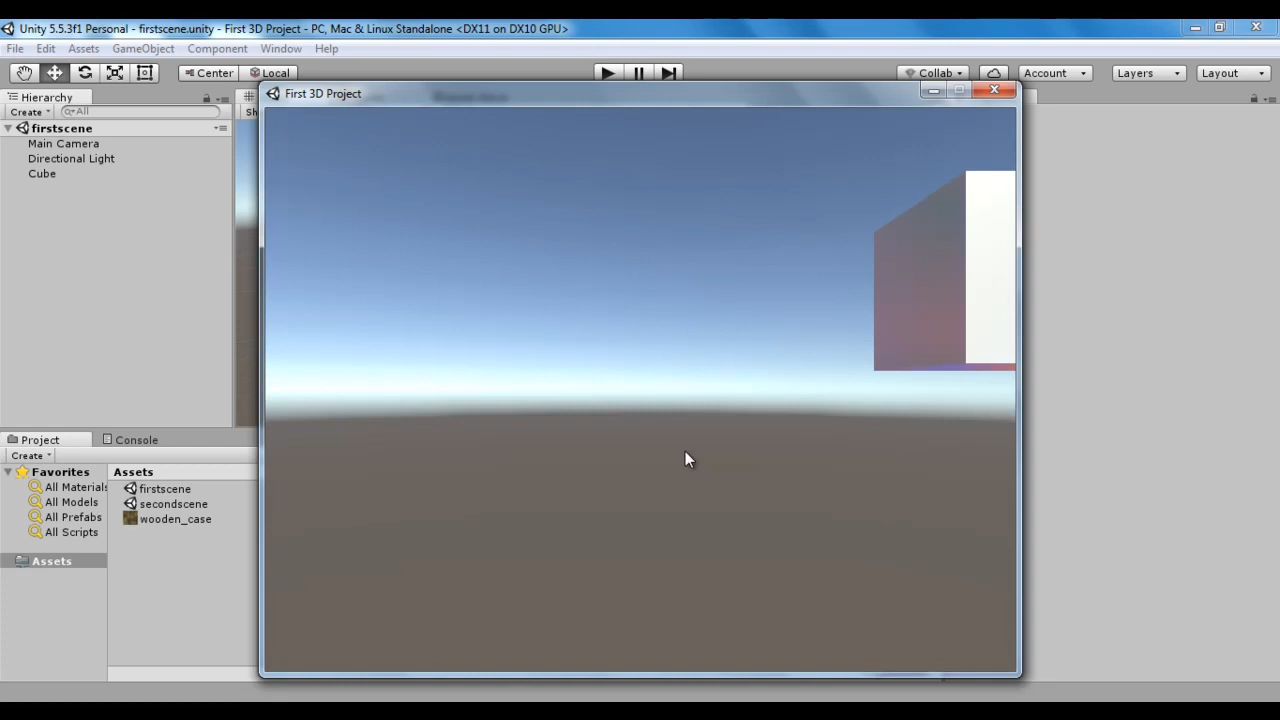 Unity 5.5.3f1 Personal - firstscene.unity - First 3D Project - PC, Mac & Linux Standalone <DX11 on DX10 GPU>
File Edit Assets GameObject Component Window Help
Center Local Collab Account Layers Layout
First 3D Project
Hierarchy
Create All
firstscene
Main Camera
Directional Light
Cube
Project Console
Create
Favorites
All Materials
All Models
All Prefabs
All Scripts
Assets
Assets
firstscene
secondscene
wooden_case